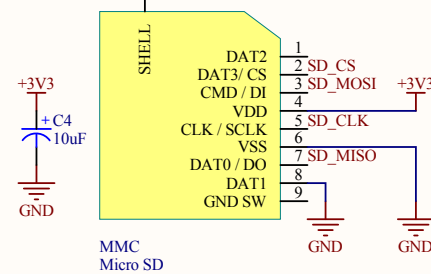 SHELL
DAT2 1
DAT3/ CS 2 SD_CS
CMD / DI 3 SD_MOSI
VDD 4 +3V3
CLK / SCLK 5 SD_CLK
VSS 6
DAT0 / DO 7 SD_MISO
DAT1 8
GND SW 9
+3V3
+ C4
10uF
GND
GND
GND
MMC
Micro SD